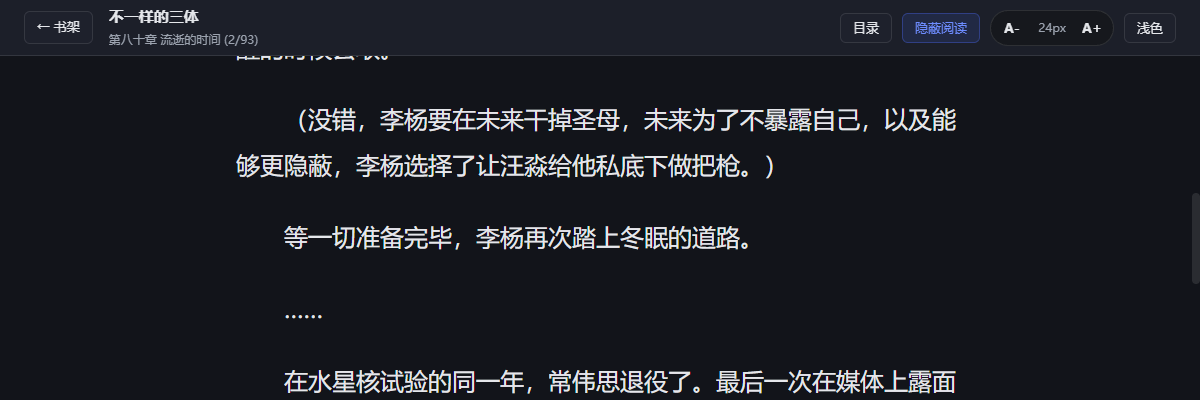 ← 书架
不一样的三体
第八十章 流逝的时间 (2/93)
目录
隐蔽阅读
A-
24px
A+
浅色
（没错，李杨要在未来干掉圣母，未来为了不暴露自己，以及能
够更隐蔽，李杨选择了让汪淼给他私底下做把枪。）
等一切准备完毕，李杨再次踏上冬眠的道路。
……
在水星核试验的同一年，常伟思退役了。最后一次在媒体上露面